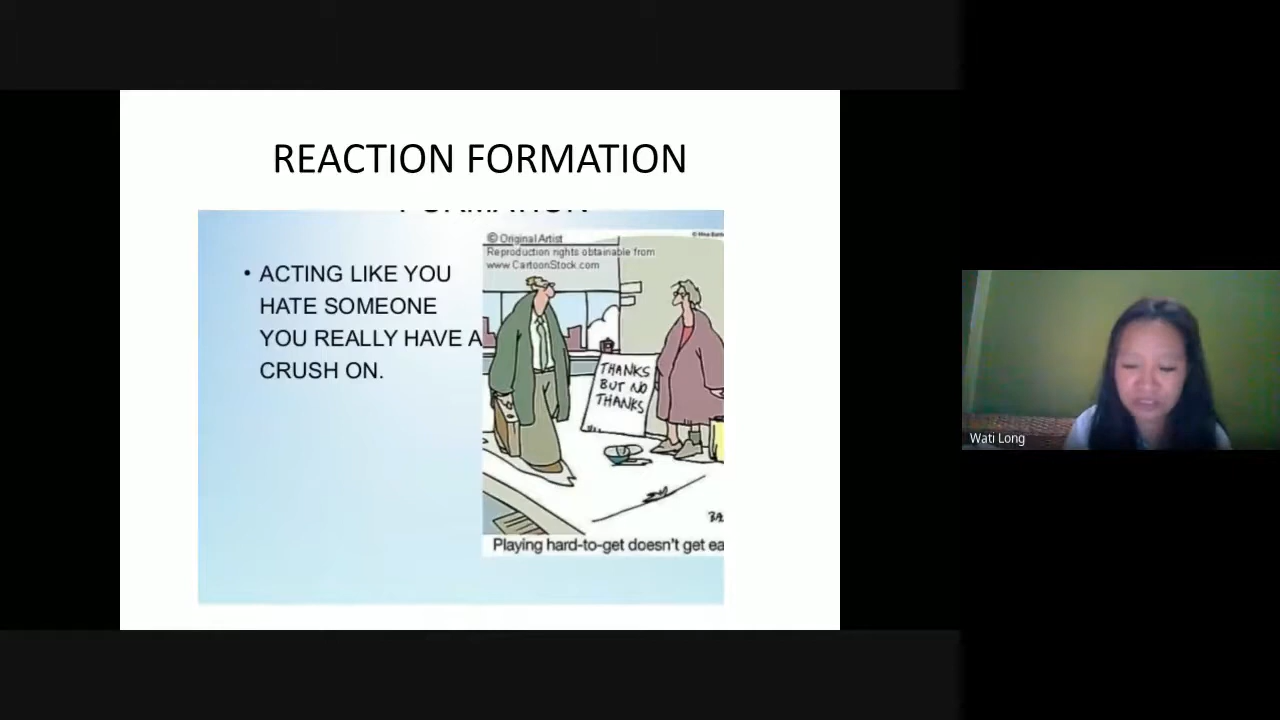 REACTION FORMATION
FORMATION
• ACTING LIKE YOU
HATE SOMEONE
YOU REALLY HAVE A
CRUSH ON.
© Original Artist
Reproduction rights obtainable from
www.CartoonStock.com
THANKS
BUT NO
THANKS
Playing hard-to-get doesn't get ea
Wati Long